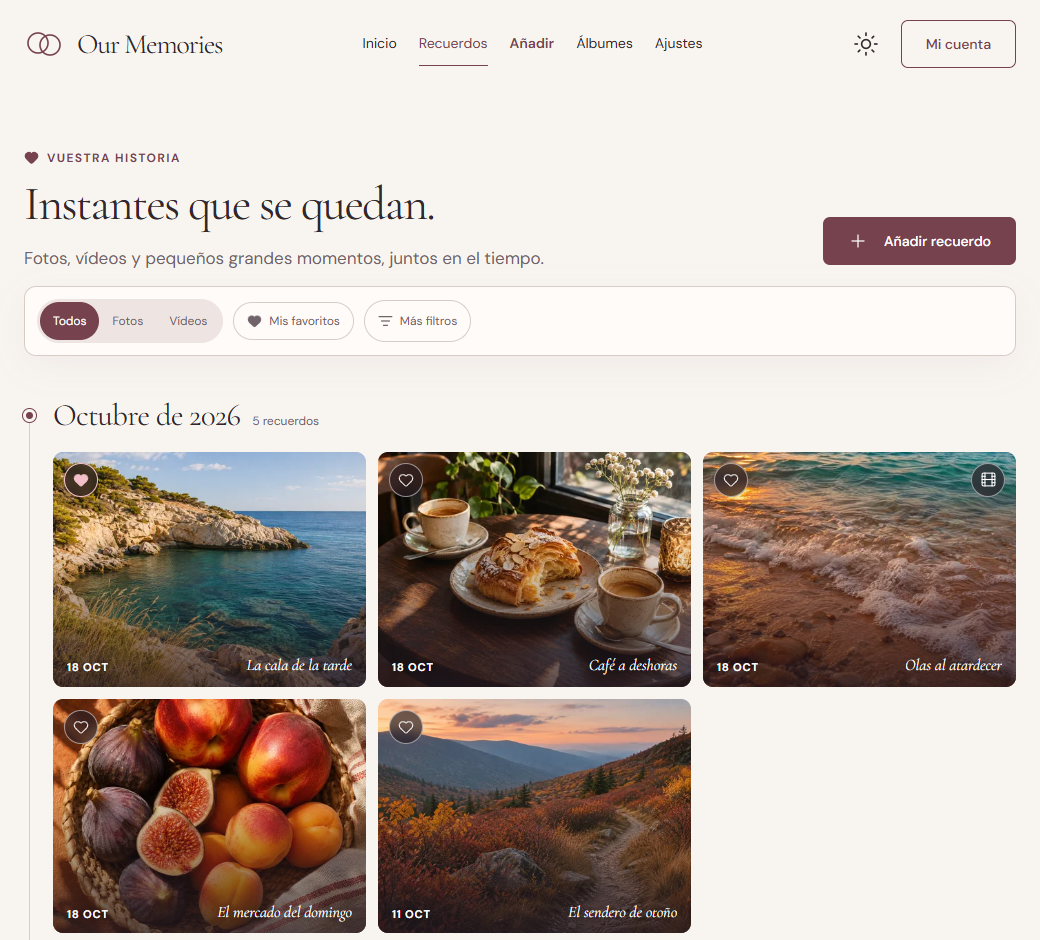 Our Memories
Inicio Recuerdos Añadir Álbumes Ajustes
Mi cuenta
VUESTRA HISTORIA
Instantes que se quedan.
Fotos, vídeos y pequeños grandes momentos, juntos en el tiempo.
Añadir recuerdo
Todos Fotos Vídeos Mis favoritos Más filtros
Octubre de 2026 5 recuerdos
18 OCT La cala de la tarde
18 OCT Café a deshoras
18 OCT Olas al atardecer
18 OCT El mercado del domingo
11 OCT El sendero de otoño